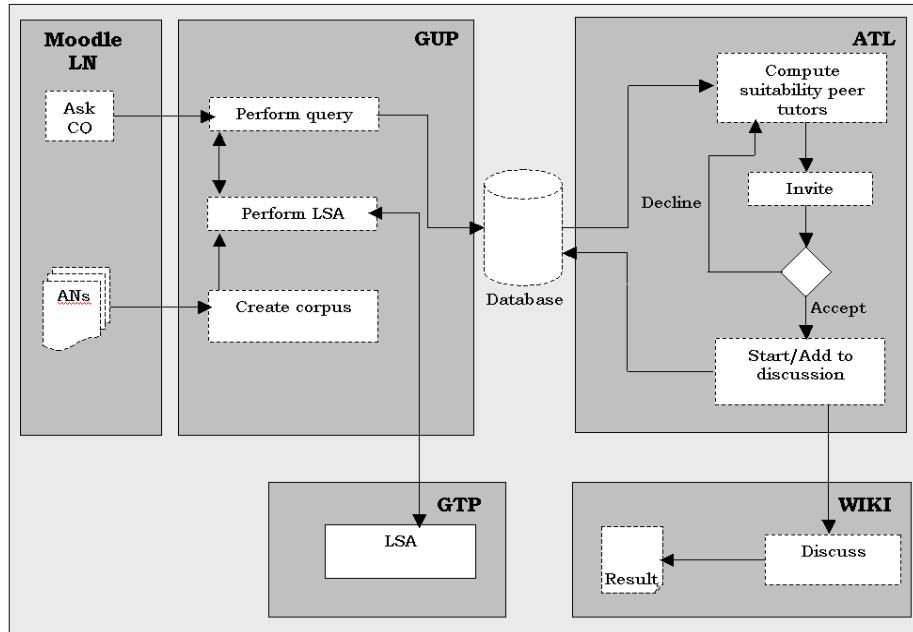 Moodle
LN
Ask
CO
ANs
GUP
Perform query
Perform LSA
Create corpus
Database
ATL
Compute
suitability peer
tutors
Invite
Decline
Accept
Start/Add to
discussion
GTP
LSA
WIKI
Discuss
Result